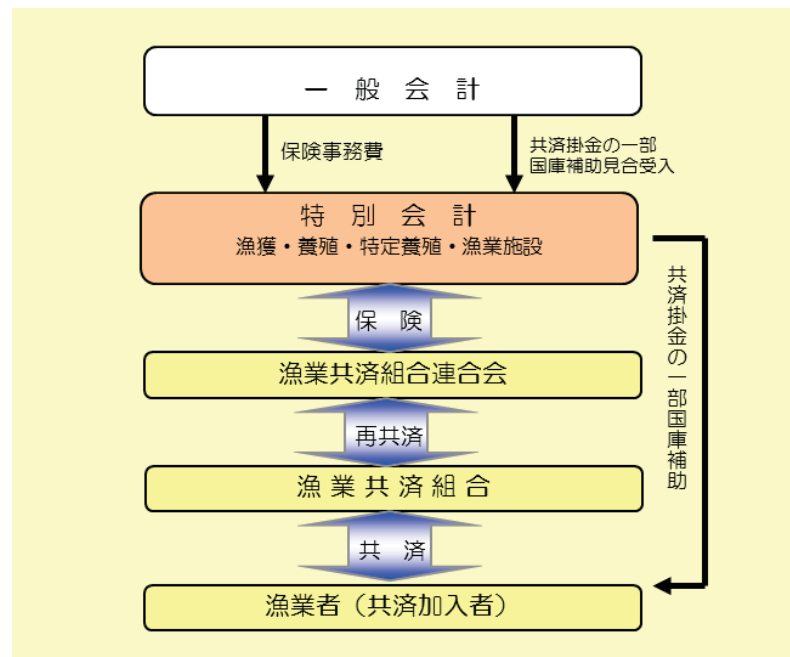 一般会計
保険事務費
共済掛金の一部
国庫補助見合受入
特別会計
漁獲・養殖・特定養殖・漁業施設
保険
漁業共済組合連合会
再共済
漁業共済組合
共済
漁業者（共済加入者）
共済掛金の一部国庫補助